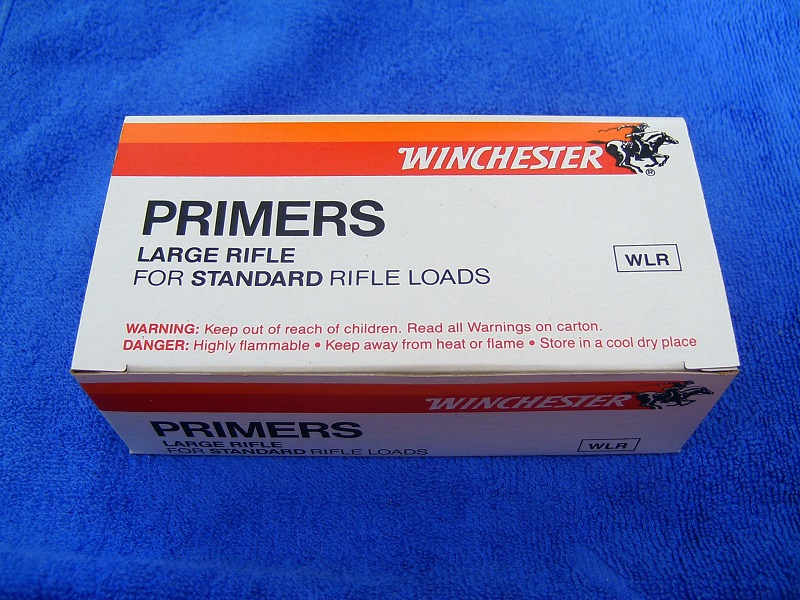 WINCHESTER
®
PRIMERS
LARGE RIFLE
FOR STANDARD RIFLE LOADS
WLR
WARNING: Keep out of reach of children. Read all Warnings on carton.
DANGER: Highly flammable • Keep away from heat or flame • Store in a cool dry place
WINCHESTER
PRIMERS
LARGE RIFLE
FOR STANDARD RIFLE LOADS
WLR